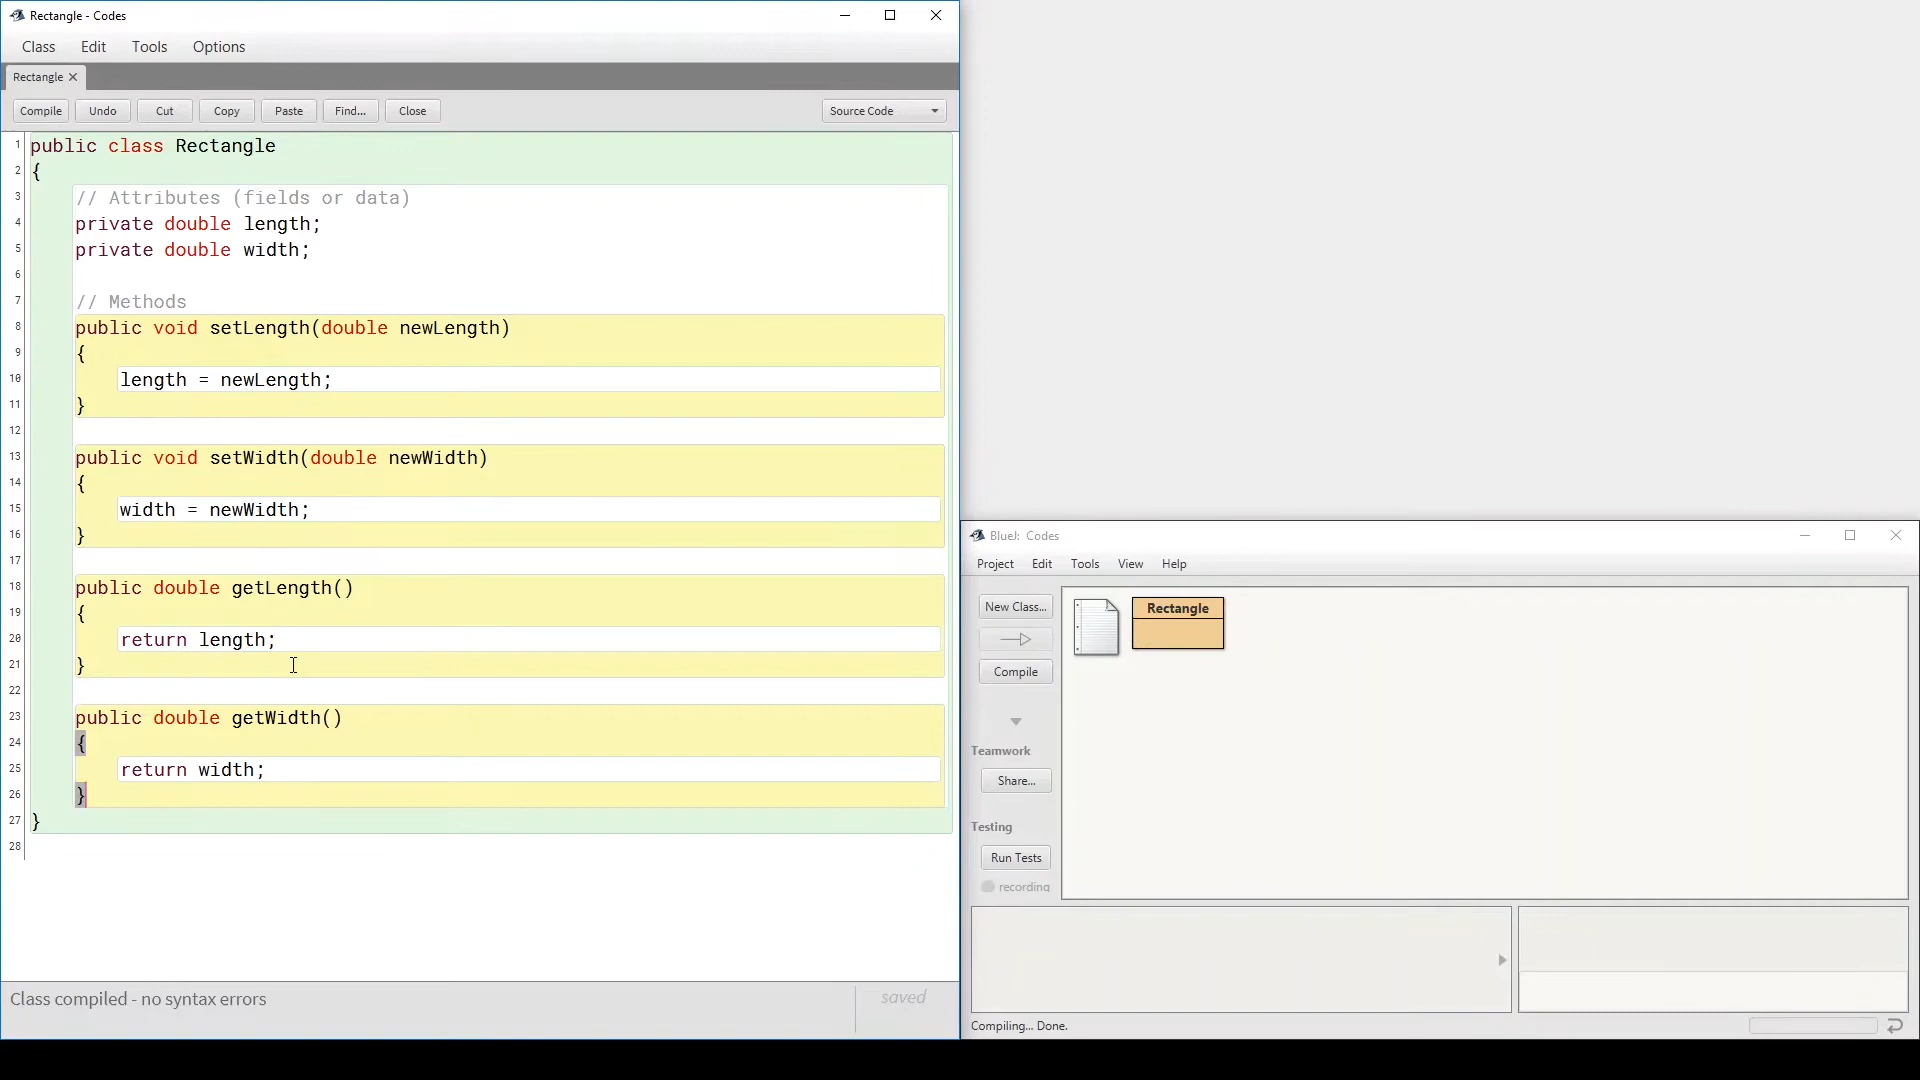 Rectangle - Codes
Class Edit Tools Options
Rectangle
Compile Undo Cut Copy Paste Find... Close Source Code
1 public class Rectangle
2 {
3 // Attributes (fields or data)
4 private double length;
5 private double width;
6
7 // Methods
8 public void setLength(double newLength)
9 {
10 length = newLength;
11 }
12
13 public void setWidth(double newWidth)
14 {
15 width = newWidth;
16 }
17
18 public double getLength()
19 {
20 return length;
21 }
22
23 public double getWidth()
24 {
25 return width;
26 }
27 }
28
Class compiled - no syntax errors
saved
BlueJ: Codes
Project Edit Tools View Help
New Class...
Compile
Teamwork
Share...
Testing
Run Tests
recording
Rectangle
Compiling... Done.